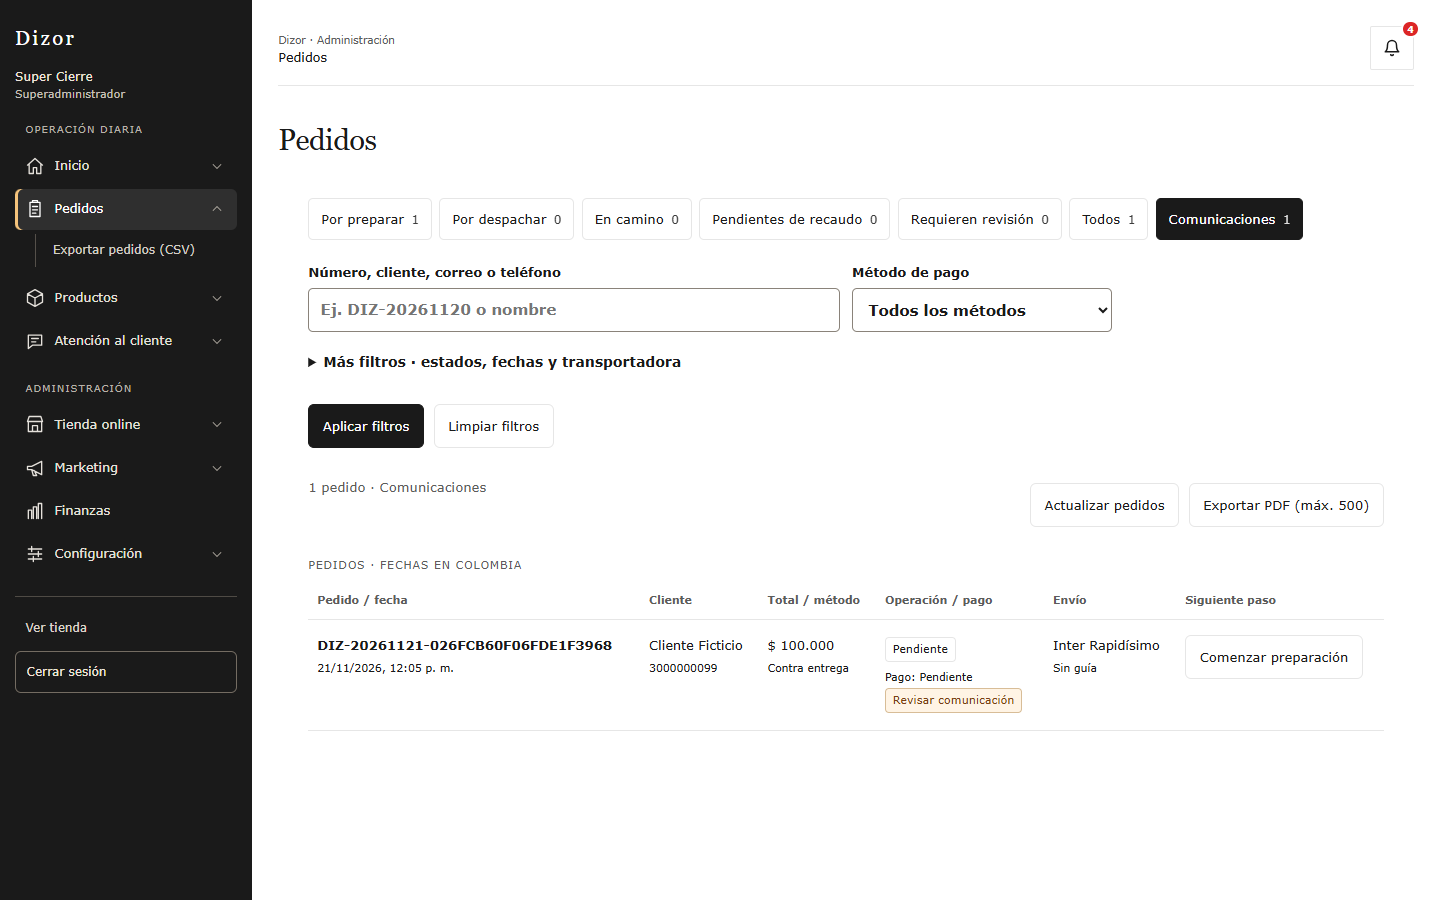 Dizor
Super Cierre
Superadministrador
OPERACIÓN DIARIA
Inicio
Pedidos
Exportar pedidos (CSV)
Productos
Atención al cliente
ADMINISTRACIÓN
Tienda online
Marketing
Finanzas
Configuración
Ver tienda
Cerrar sesión
Dizor · Administración
Pedidos
4
Pedidos
Por preparar 1
Por despachar 0
En camino 0
Pendientes de recaudo 0
Requieren revisión 0
Todos 1
Comunicaciones 1
Número, cliente, correo o teléfono
Método de pago
Ej. DIZ-20261120 o nombre
Todos los métodos
Más filtros · estados, fechas y transportadora
Aplicar filtros
Limpiar filtros
1 pedido · Comunicaciones
Actualizar pedidos
Exportar PDF (máx. 500)
PEDIDOS · FECHAS EN COLOMBIA
Pedido / fecha
Cliente
Total / método
Operación / pago
Envío
Siguiente paso
DIZ-20261121-026FCB60F06FDE1F3968
21/11/2026, 12:05 p. m.
Cliente Ficticio
3000000099
$ 100.000
Contra entrega
Pendiente
Pago: Pendiente
Revisar comunicación
Inter Rapidísimo
Sin guía
Comenzar preparación